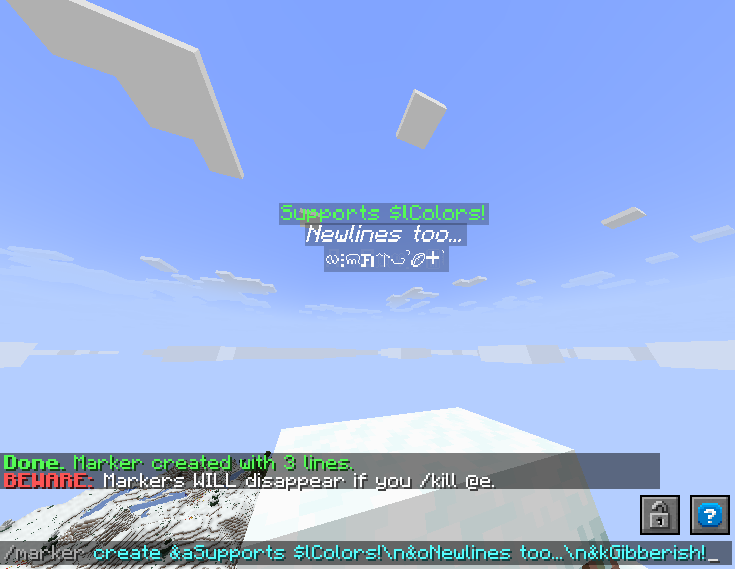 Supports $lColors!
Newlines too...
Done. Marker created with 3 lines.
BEWARE: Markers WILL disappear if you /kill @e.
?
/marker create &aSupports $lColors!\n&oNewlines too...\n&kGibberish!_